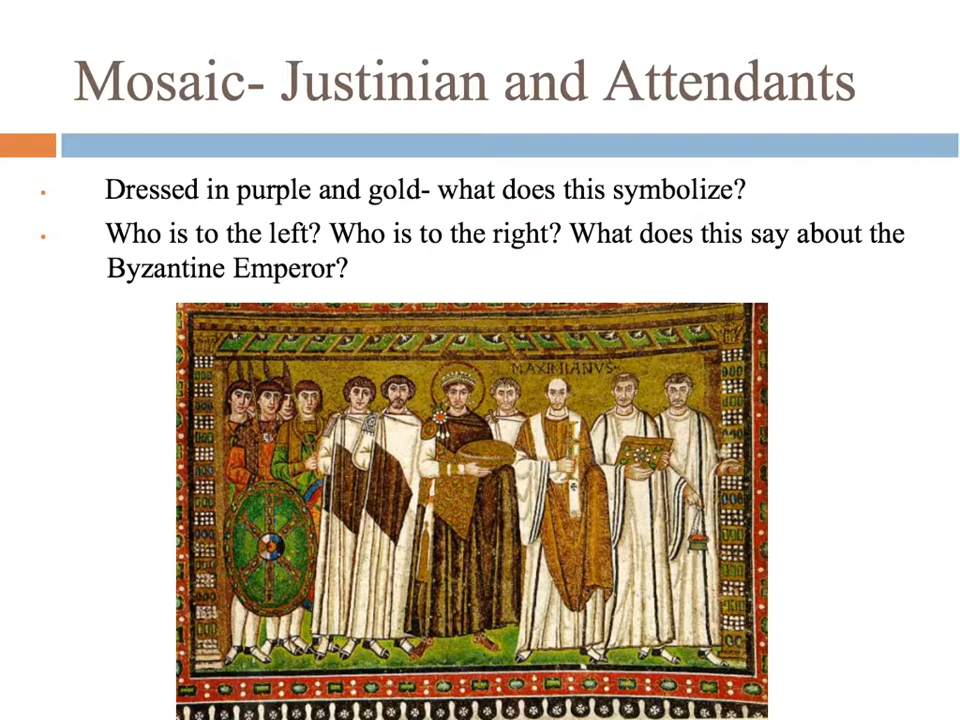 Mosaic- Justinian and Attendants
Dressed in purple and gold- what does this symbolize?
Who is to the left? Who is to the right? What does this say about the
Byzantine Emperor?
MAXIMIANVS